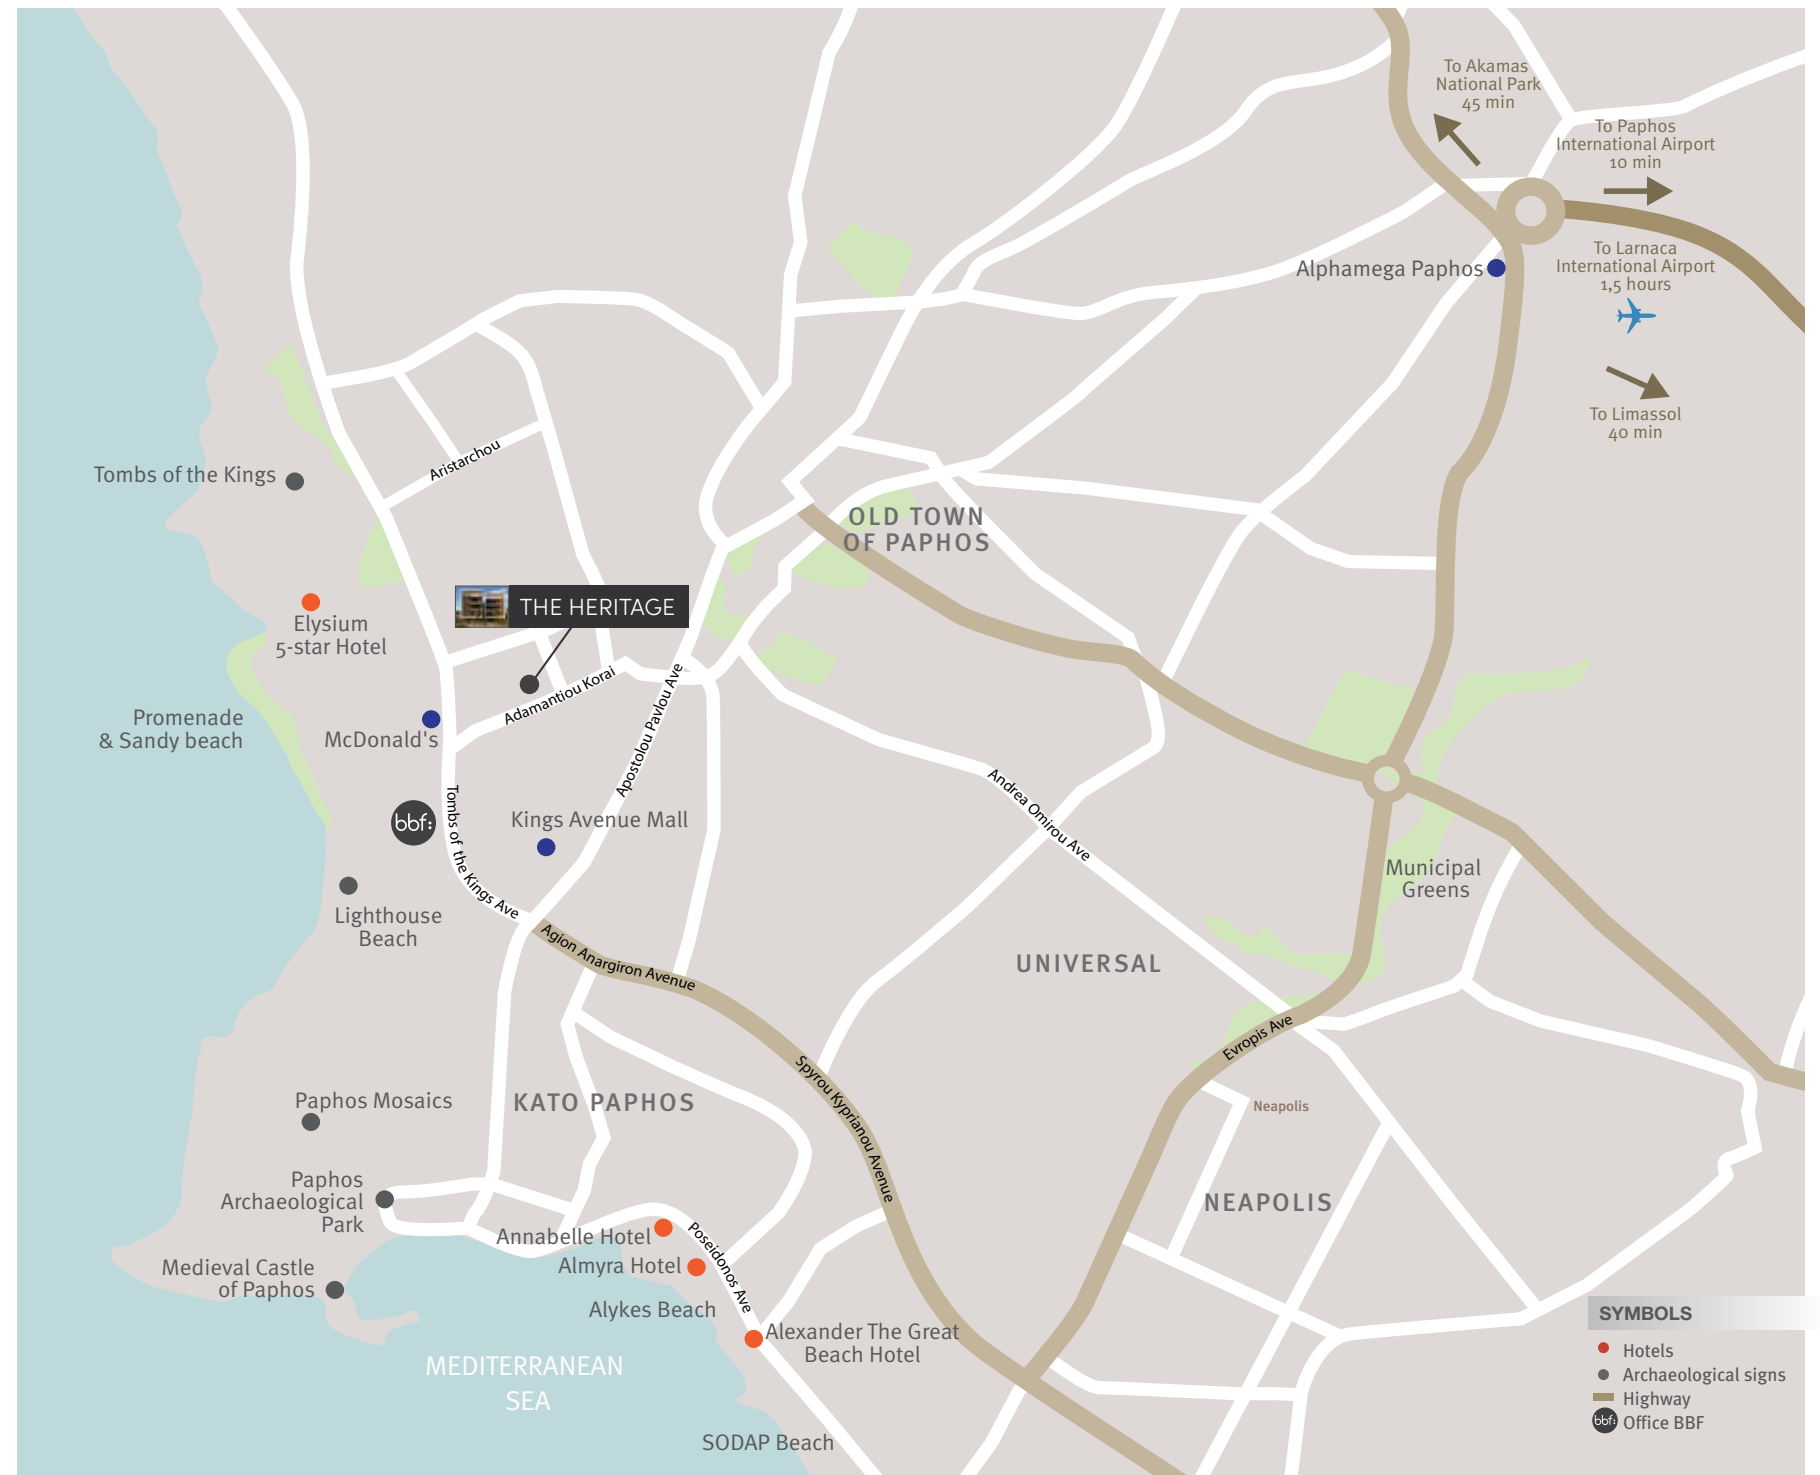 To Akamas
National Park
45 min
To Paphos
International Airport
10 min
To Larnaca
International Airport
1,5 hours
To Limassol
40 min
Alphamega Paphos
Aristarchou
Tombs of the Kings
OLD TOWN
OF PAPHOS
THE HERITAGE
Elysium
5-star Hotel
Adamantiou Korai
Apostolou Pavlou Ave
Promenade
& Sandy beach
McDonald's
Tombs of the Kings Ave
bbf:
Kings Avenue Mall
Andrea Omirou Ave
Municipal
Greens
Lighthouse
Beach
Agion Anargiron Avenue
UNIVERSAL
Evropis Ave
Spyrou Kyprianou Avenue
Paphos Mosaics
KATO PAPHOS
Neapolis
NEAPOLIS
Paphos
Archaeological
Park
Annabelle Hotel
Poseidonos Ave
Almyra Hotel
Medieval Castle
of Paphos
Alykes Beach
Alexander The Great
Beach Hotel
MEDITERRANEAN
SEA
SODAP Beach
SYMBOLS
Hotels
Archaeological signs
Highway
bbf: Office BBF